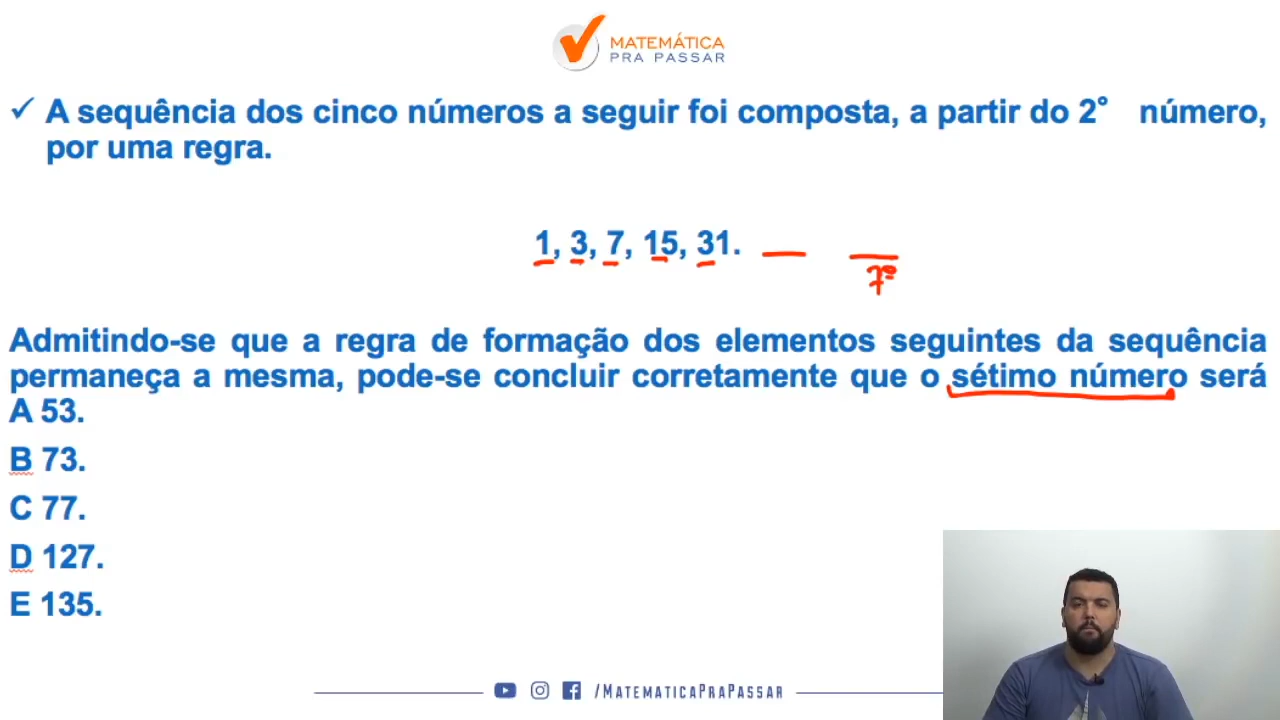 MATEMÁTICA
PRA PASSAR
✓ A sequência dos cinco números a seguir foi composta, a partir do 2° número,
por uma regra.
1, 3, 7, 15, 31.
7º
Admitindo-se que a regra de formação dos elementos seguintes da sequência
permaneça a mesma, pode-se concluir corretamente que o sétimo número será
A 53.
B 73.
C 77.
D 127.
E 135.
/MATEMATICAPRAPASSAR